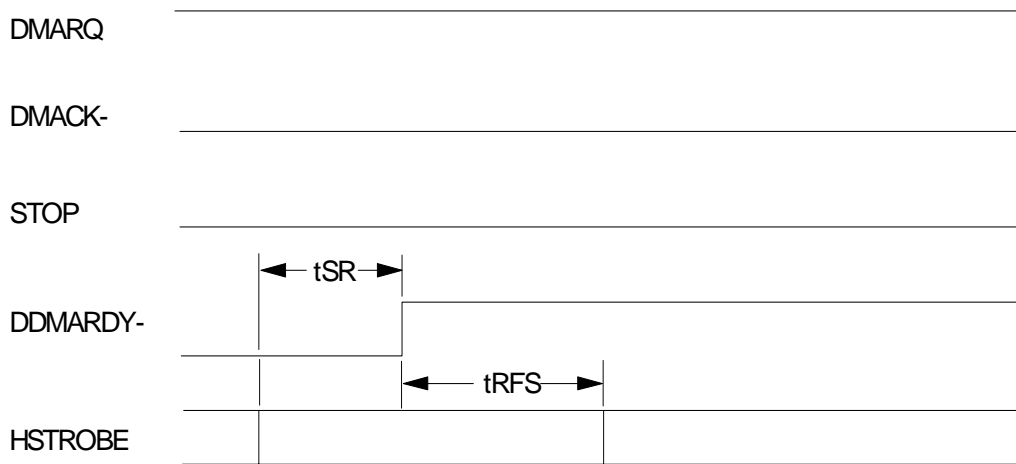 DMARQ
DMACK-
STOP
tSR
DDMARDY-
tRFS
HSTROBE